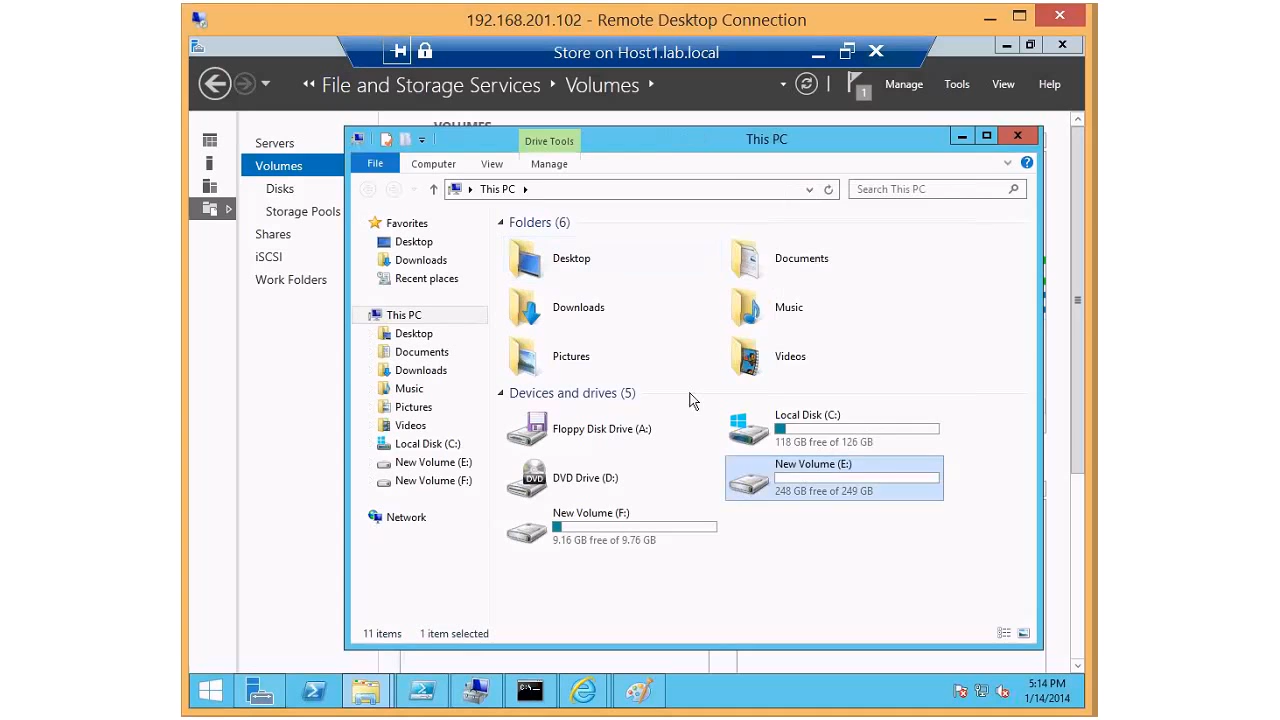 192.168.201.102 - Remote Desktop Connection
Store on Host1.lab.local
File and Storage Services
Volumes
1
Manage
Tools
View
Help
Servers
Volumes
Disks
Storage Pools
Shares
iSCSI
Work Folders
VOLUMES
Drive Tools
This PC
File
Computer
View
Manage
This PC
Search This PC
Favorites
Desktop
Downloads
Recent places
This PC
Desktop
Documents
Downloads
Music
Pictures
Videos
Local Disk (C:)
New Volume (E:)
New Volume (F:)
Network
Folders (6)
Desktop
Documents
Downloads
Music
Pictures
Videos
Devices and drives (5)
Floppy Disk Drive (A:)
Local Disk (C:)
118 GB free of 126 GB
DVD
DVD Drive (D:)
New Volume (E:)
248 GB free of 249 GB
New Volume (F:)
9.16 GB free of 9.76 GB
11 items
1 item selected
5:14 PM
1/14/2014